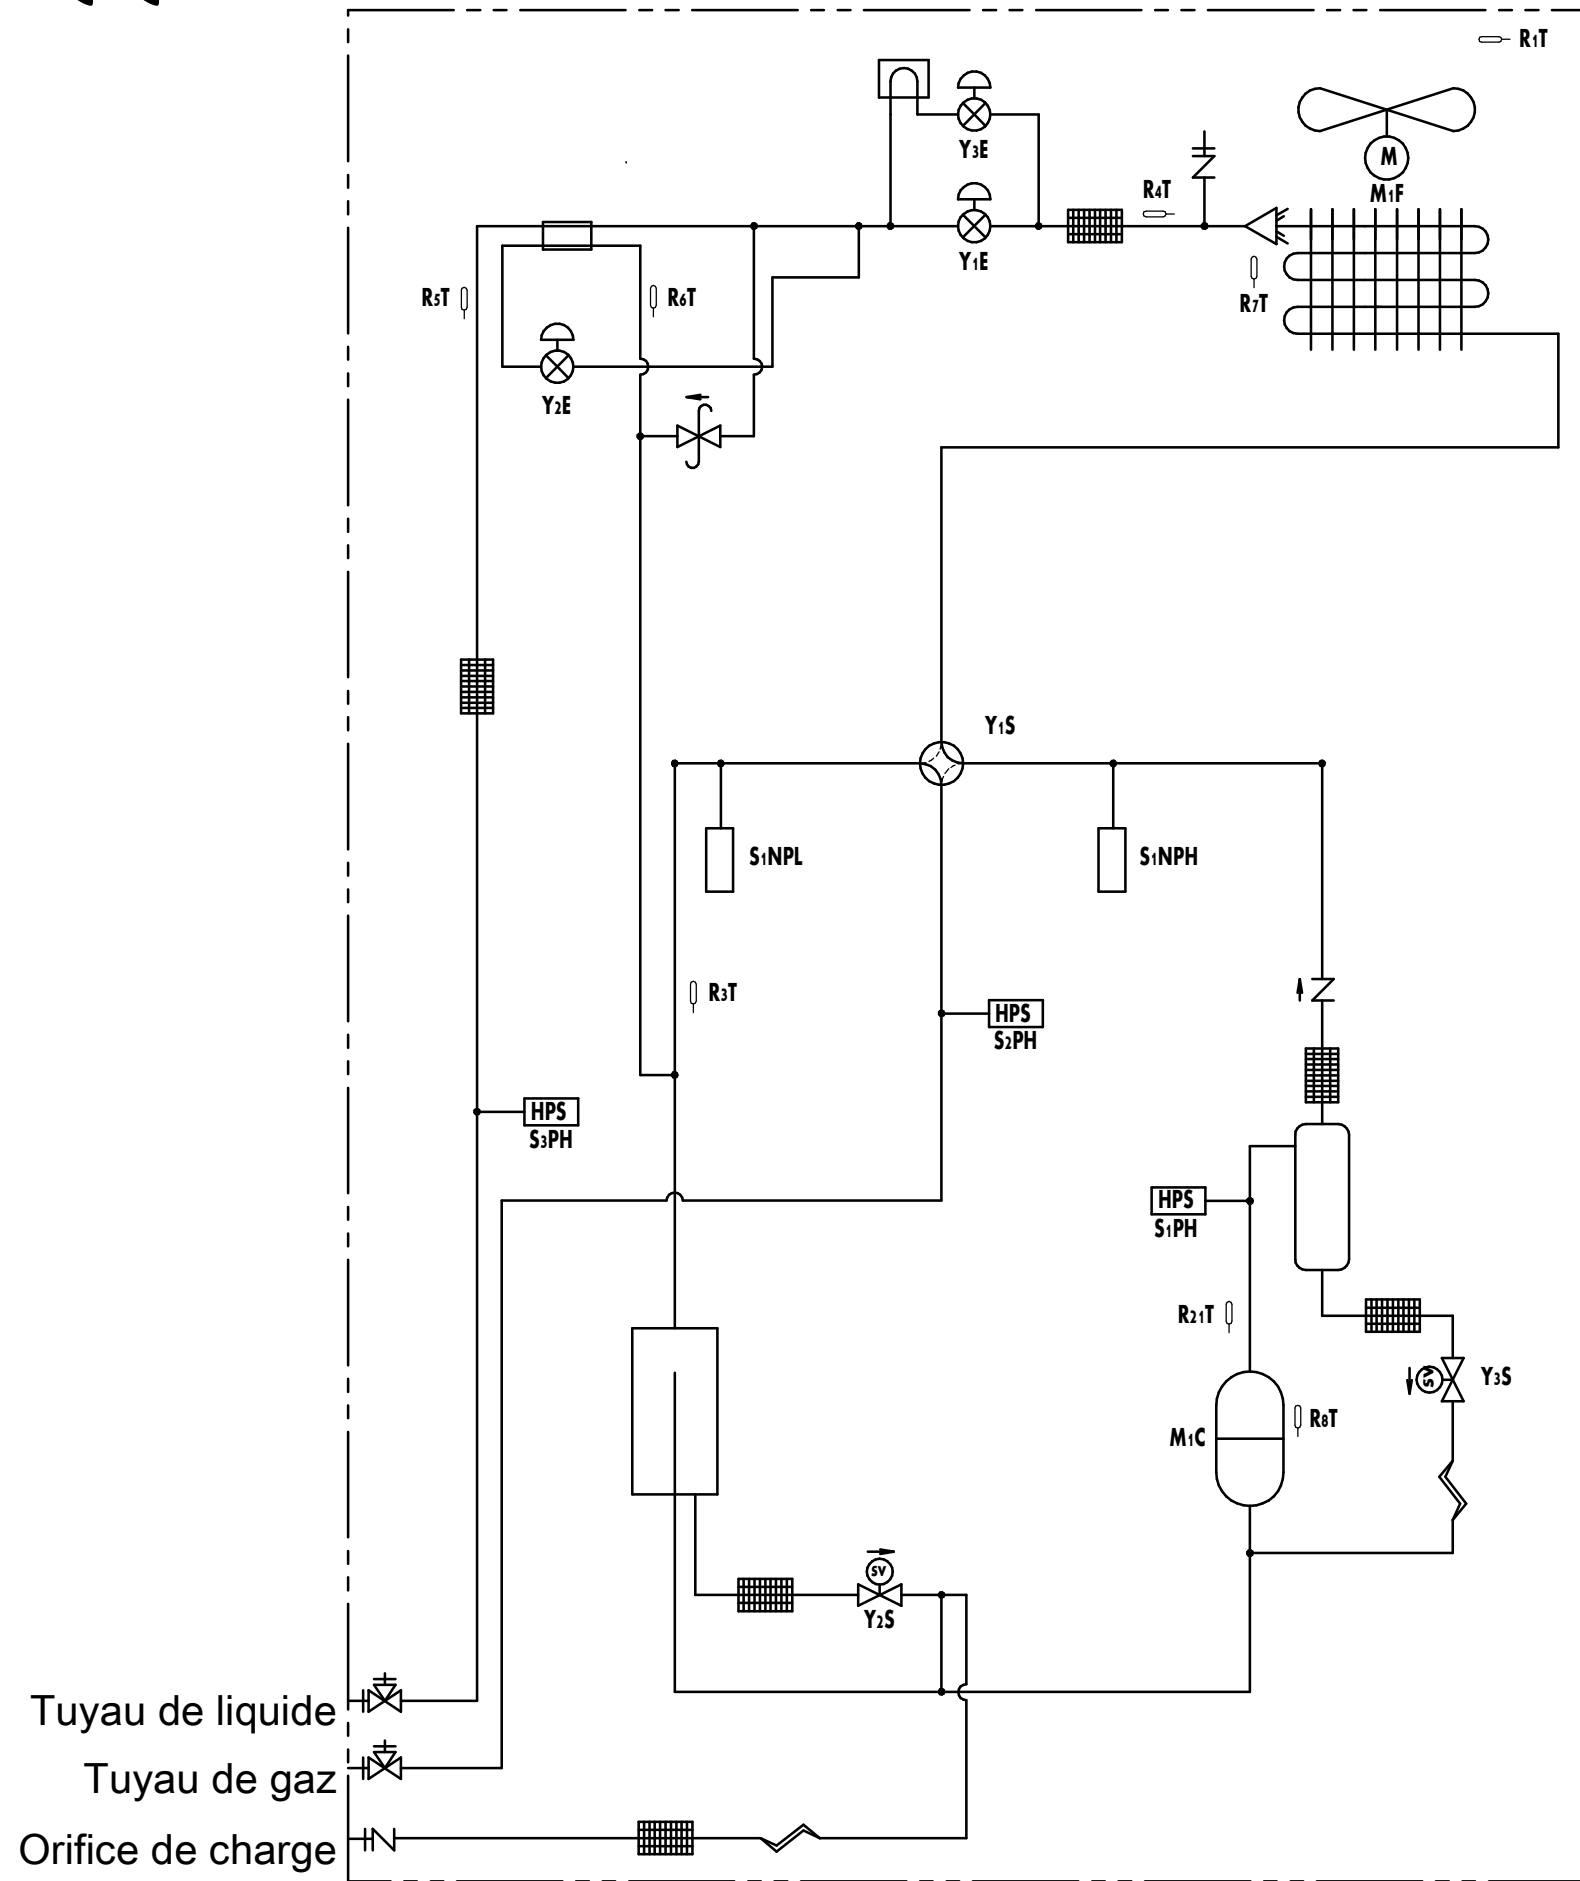 R1T
Y3E
M
M1F
R4T
Y1E
R5T
R6T
R7T
Y2E
Y1S
S1NPL
S1NPH
R3T
HPS
S2PH
HPS
S3PH
HPS
S1PH
R21T
Y3S
SV
R8T
M1C
SV
Y2S
Tuyau de liquide
Tuyau de gaz
Orifice de charge